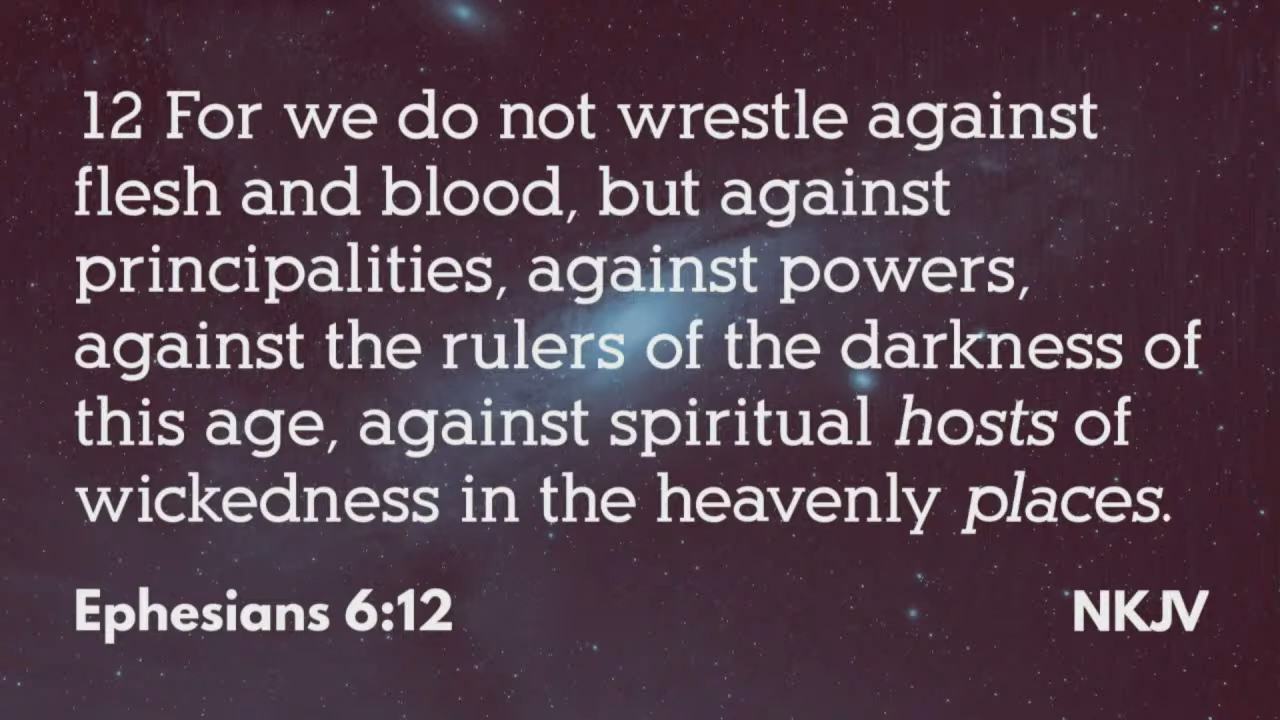 12 For we do not wrestle against
flesh and blood, but against
principalities, against powers,
against the rulers of the darkness of
this age, against spiritual hosts of
wickedness in the heavenly places.
Ephesians 6:12
NKJV